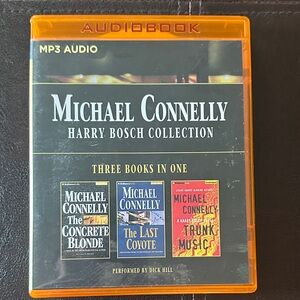 AUDIOBOOK
MP3 AUDIO
MICHAEL CONNELLY
HARRY BOSCH COLLECTION
THREE BOOKS IN ONE
MICHAEL
CONNELLY
The
CONCRETE
BLONDE
MICHAEL
CONNELLY
The LAST
COYOTE
MICHAEL
CONNELLY
TRUNK
MUSIC
PERFORMED BY DICK HILL